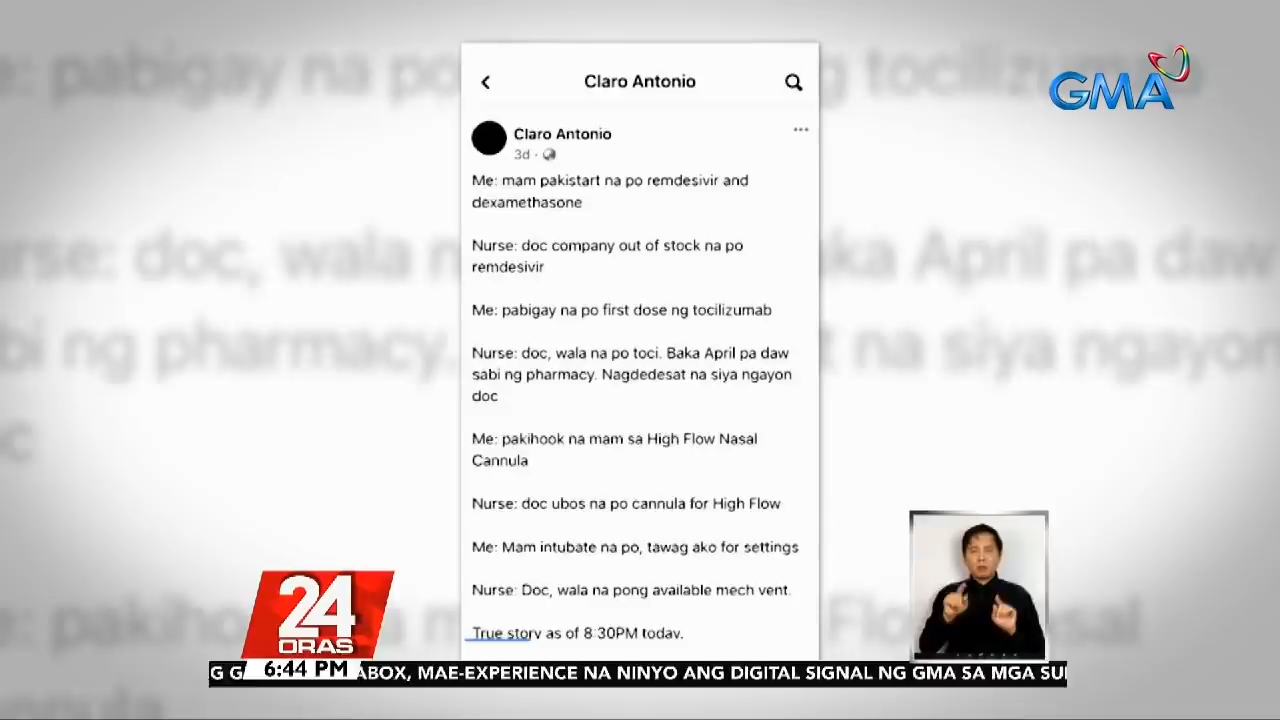 GMA
Claro Antonio
Claro Antonio
3d ·
Me: mam pakistart na po remdesivir and
dexamethasone
Nurse: doc company out of stock na po
remdesivir
Me: pabigay na po first dose ng tocilizumab
Nurse: doc, wala na po toci. Baka April pa daw
sabi ng pharmacy. Nagdedesat na siya ngayon
doc
Me: pakihook na mam sa High Flow Nasal
Cannula
Nurse: doc ubos na po cannula for High Flow
Me: Mam intubate na po, tawag ako for settings
Nurse: Doc, wala na pong available mech vent.
True story as of 8:30PM today.
24
ORAS
6:44 PM
ABOX, MAE-EXPERIENCE NA NINYO ANG DIGITAL SIGNAL NG GMA SA MGA